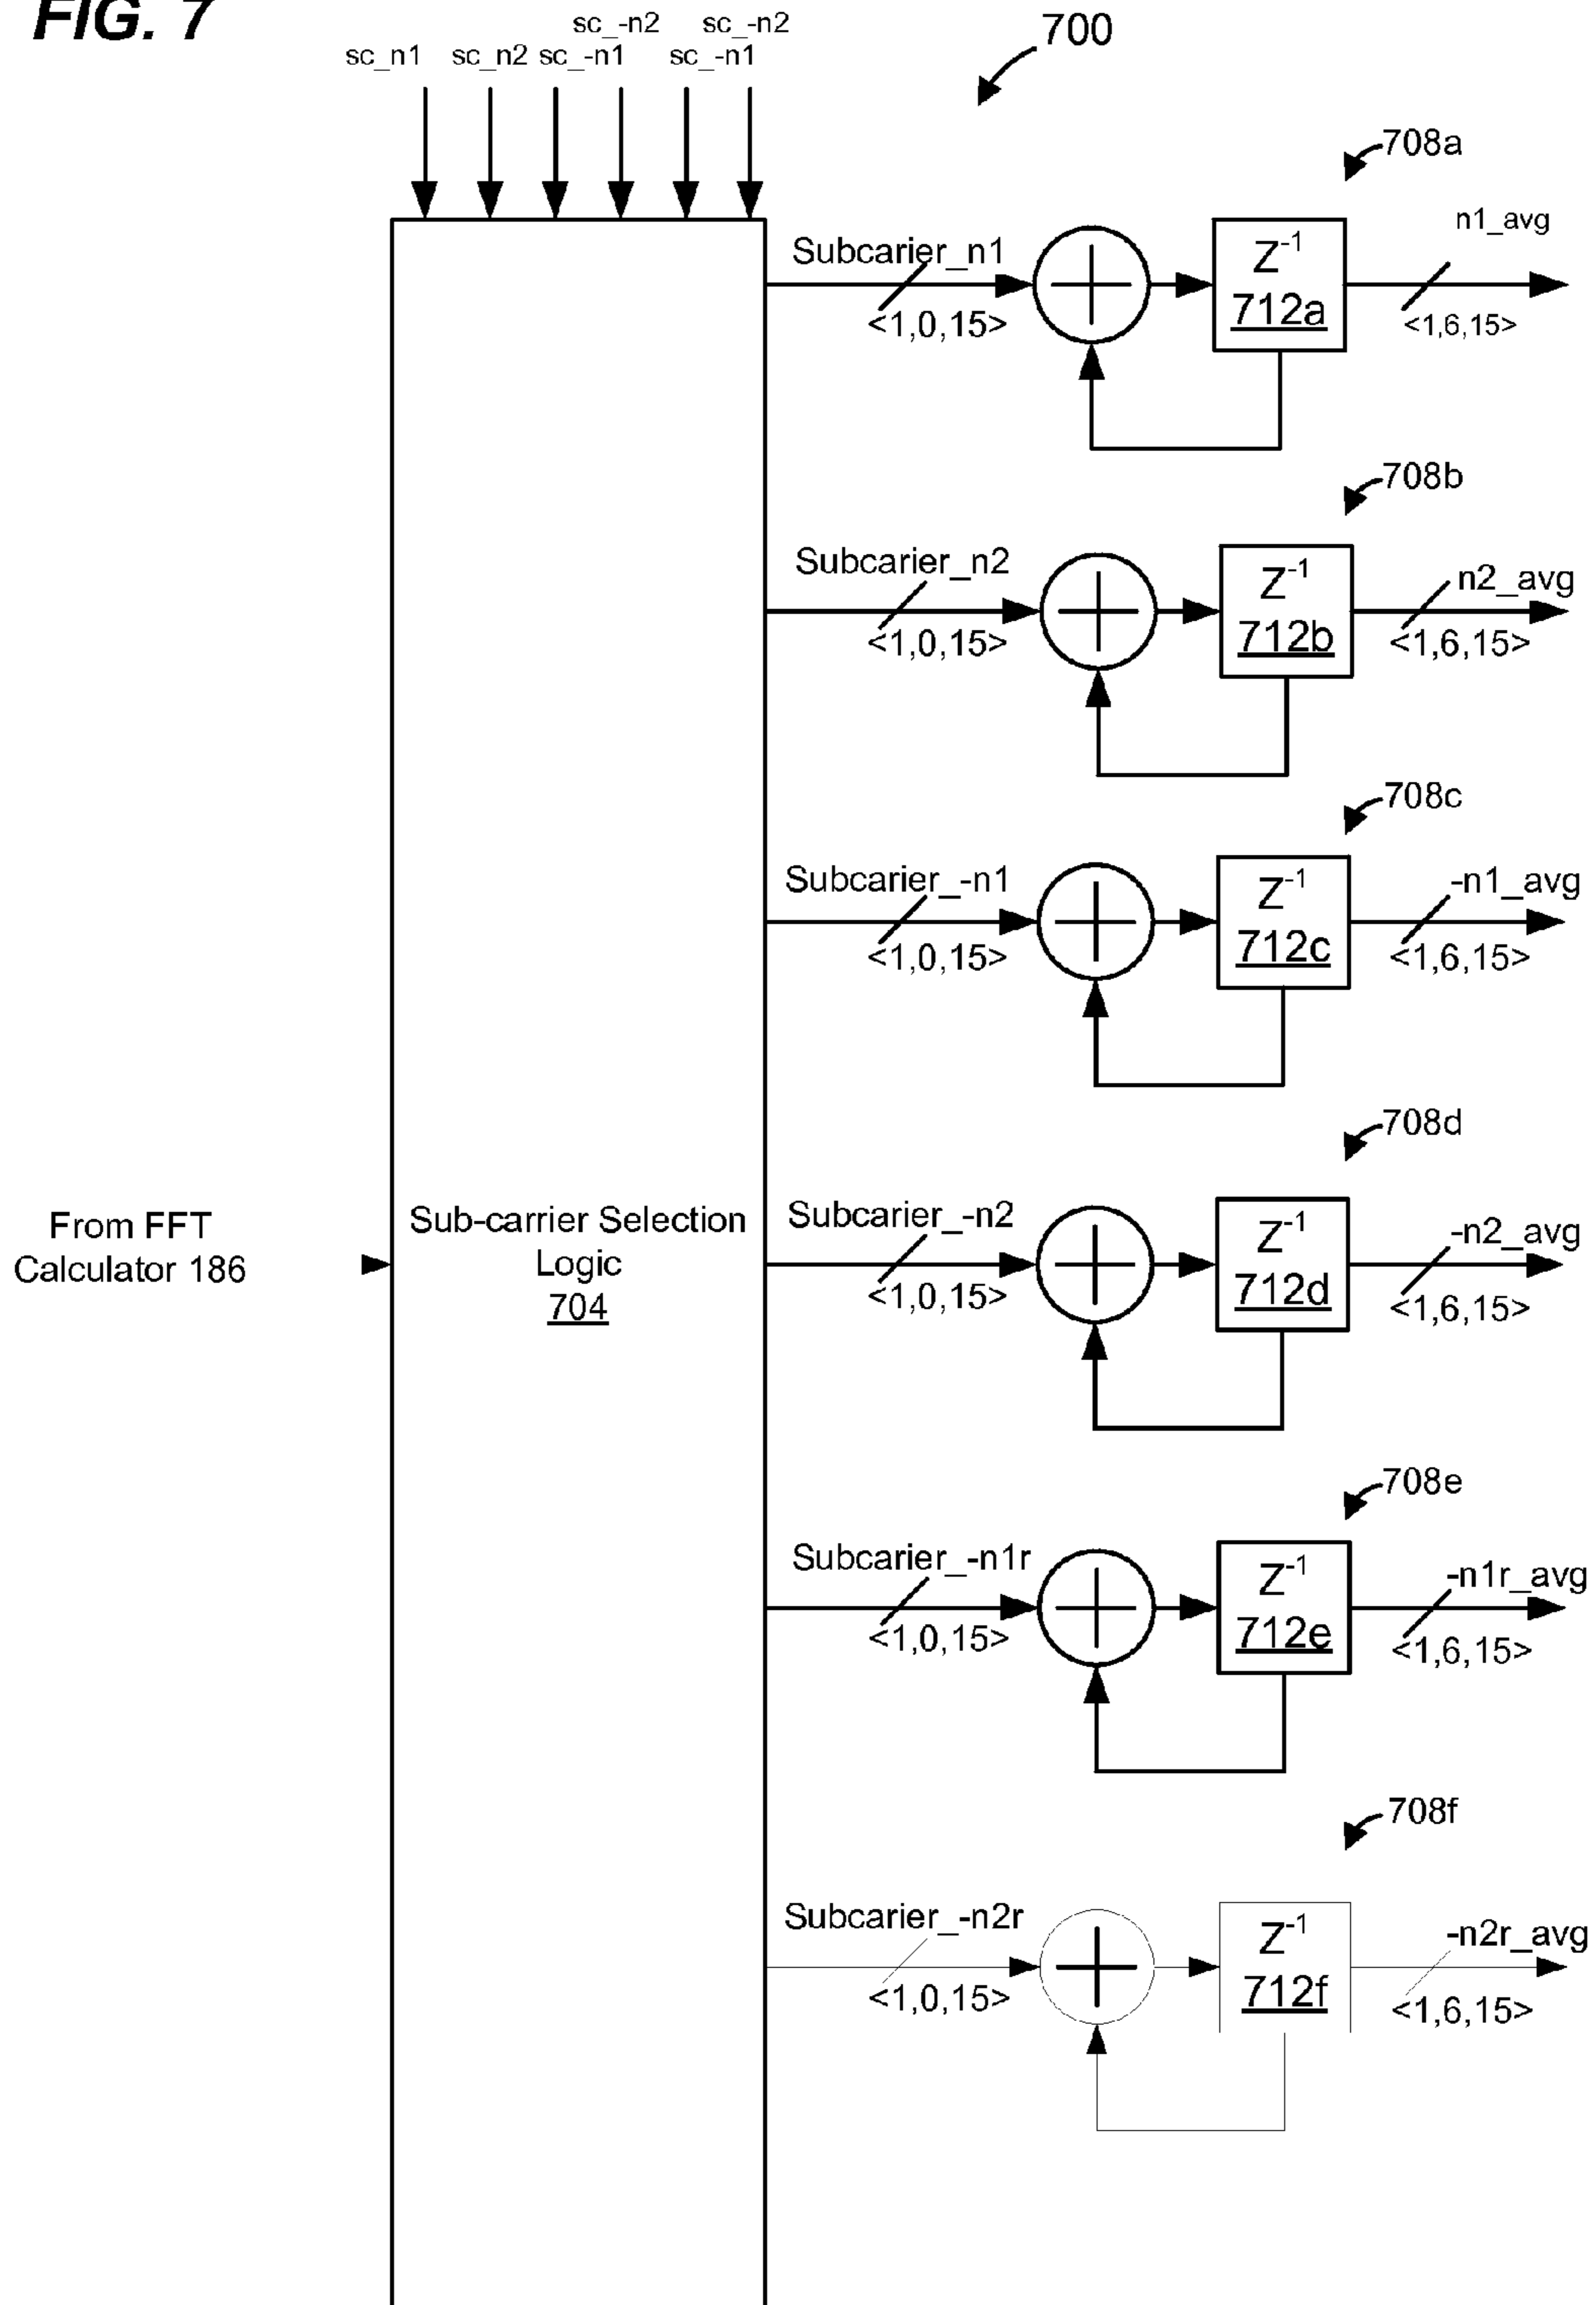 FIG. 7
sc_-n2 sc_-n2
sc_n1 sc_n2 sc_-n1 sc_-n1
700
708a
Subcarier_n1
<1,0,15>
Z-1
712a
n1_avg
<1,6,15>
708b
Subcarier_n2
<1,0,15>
Z-1
712b
n2_avg
<1,6,15>
708c
Subcarier_-n1
<1,0,15>
Z-1
712c
-n1_avg
<1,6,15>
708d
From FFT
Calculator 186
Sub-carrier Selection
Logic
704
Subcarier_-n2
<1,0,15>
Z-1
712d
-n2_avg
<1,6,15>
708e
Subcarier_-n1r
<1,0,15>
Z-1
712e
-n1r_avg
<1,6,15>
708f
Subcarier_-n2r
<1,0,15>
Z-1
712f
-n2r_avg
<1,6,15>